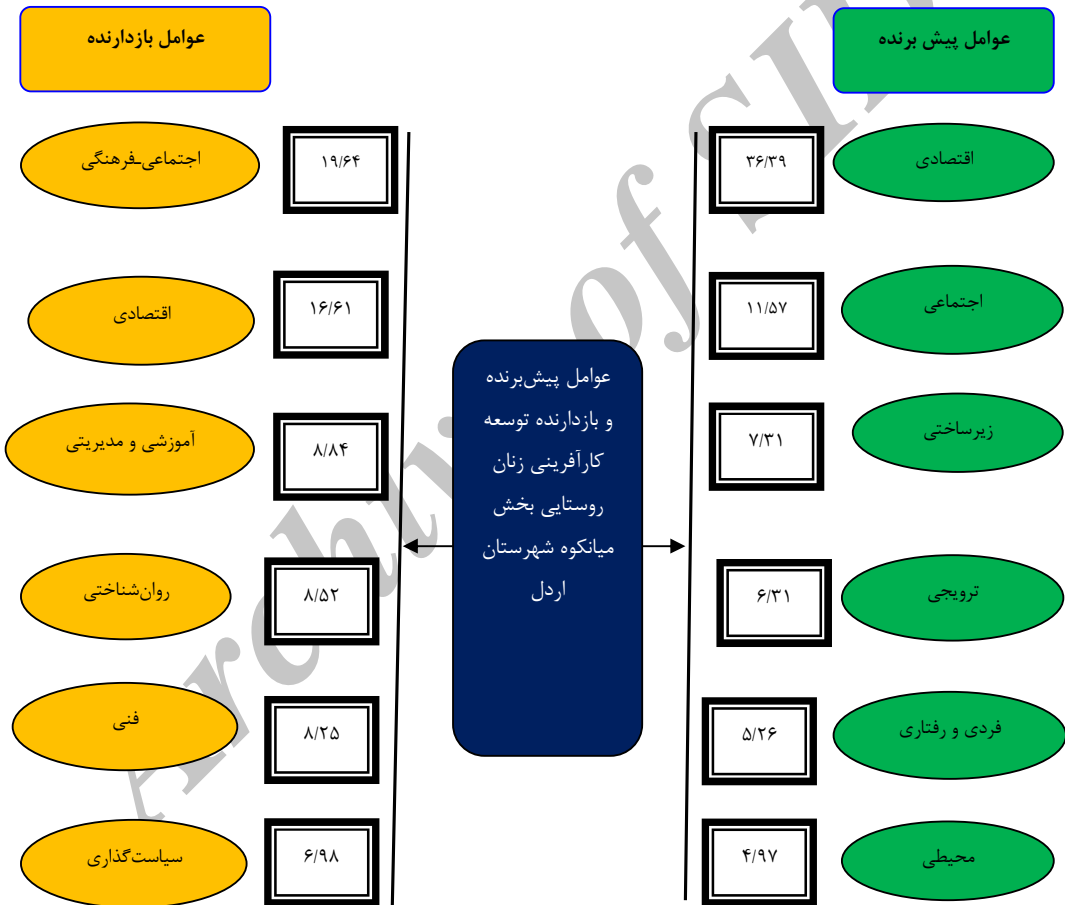 عوامل پیش برنده
عوامل بازدارنده
اقتصادی
۳۶/۳۹
۱۹/۶۴
اجتماعی-فرهنگی
اجتماعی
۱۱/۵۷
۱۶/۶۱
اقتصادی
زیرساختی
۷/۳۱
۸/۸۴
آموزشی و مدیریتی
عوامل پیش‌برنده
و بازدارنده توسعه
کارآفرینی زنان
روستایی بخش
میانکوه شهرستان
اردل
ترویجی
۶/۳۱
۸/۵۲
روان‌شناختی
فردی و رفتاری
۵/۲۶
۸/۲۵
فنی
محیطی
۴/۹۷
۶/۹۸
سیاست‌گذاری
Archive of SI